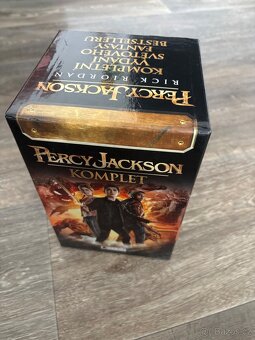 KOMPLETNÍ
VYDÁNÍ
SVĚTOVÉHO
FANTASY
BESTSELLERU
RICK RIORDAN
PERCY JACKSON
PERCY JACKSON
KOMPLET